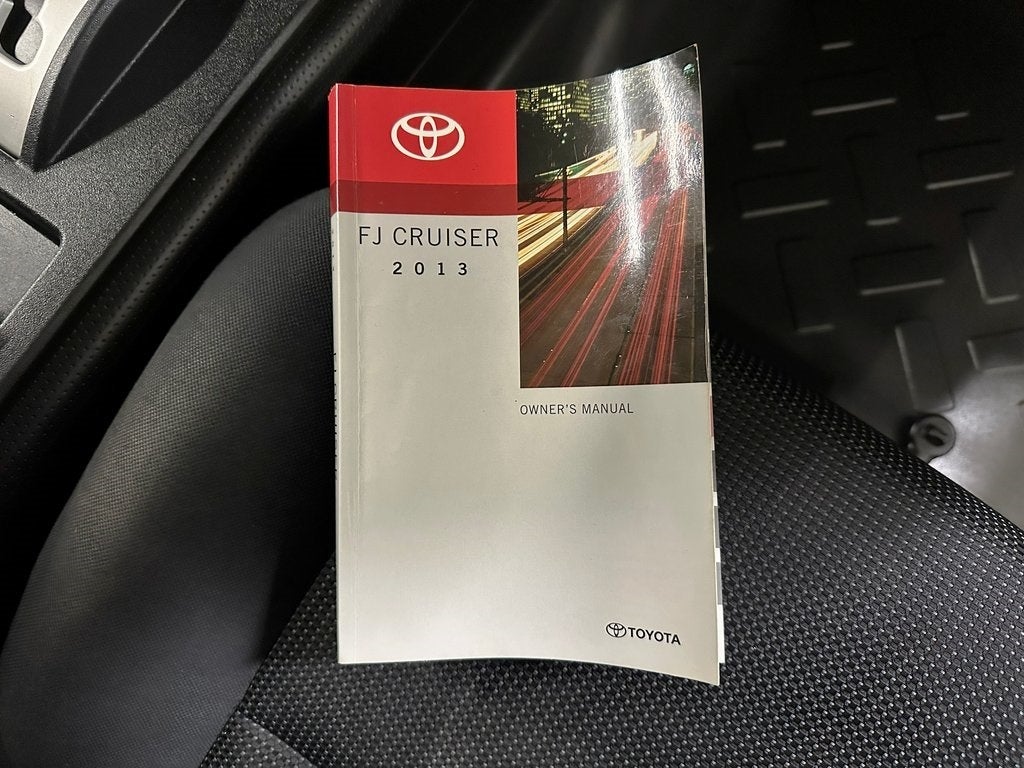 FJ CRUISER
2013
OWNER'S MANUAL
TOYOTA